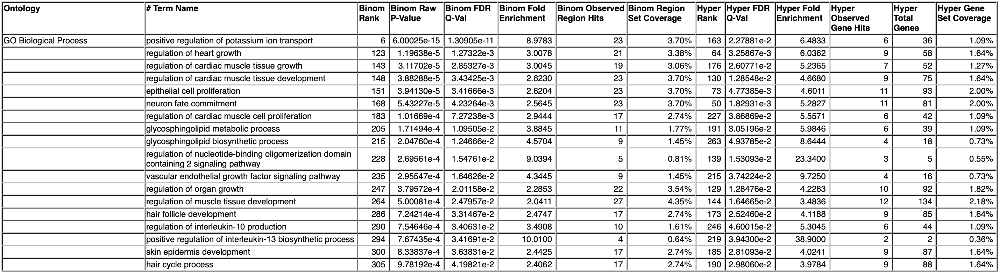 Ontology # Term Name Binom Rank Binom Raw P-Value Binom FDR Q-Val Binom Fold Enrichment Binom Observed Region Hits Binom Region Set Coverage Hyper Rank Hyper FDR Q-Val Hyper Fold Enrichment Hyper Observed Gene Hits Hyper Total Genes Hyper Gene Set Coverage
GO Biological Process positive regulation of potassium ion transport 6 6.00025e-15 1.30905e-11 8.9783 23 3.70% 163 2.27881e-2 6.4833 6 36 1.09%
regulation of heart growth 123 1.19638e-5 1.27322e-3 3.0078 21 3.38% 64 3.25867e-3 6.0362 9 58 1.64%
regulation of cardiac muscle tissue growth 143 3.11702e-5 2.85327e-3 3.0045 19 3.06% 176 2.60771e-2 5.2365 7 52 1.27%
regulation of cardiac muscle tissue development 148 3.88288e-5 3.43425e-3 2.6230 23 3.70% 130 1.28548e-2 4.6680 9 75 1.64%
epithelial cell proliferation 151 3.94130e-5 3.41666e-3 2.6204 23 3.70% 73 4.77385e-3 4.6011 11 93 2.00%
neuron fate commitment 168 5.43227e-5 4.23264e-3 2.5645 23 3.70% 50 1.82931e-3 5.2827 11 81 2.00%
regulation of cardiac muscle cell proliferation 183 1.01669e-4 7.27238e-3 2.9444 17 2.74% 227 3.86869e-2 5.5571 6 42 1.09%
glycosphingolipid metabolic process 205 1.71494e-4 1.09505e-2 3.8845 11 1.77% 191 3.05196e-2 5.9846 6 39 1.09%
glycosphingolipid biosynthetic process 215 2.04760e-4 1.24666e-2 4.5704 9 1.45% 263 4.93785e-2 8.6444 4 18 0.73%
regulation of nucleotide-binding oligomerization domain
containing 2 signaling pathway 228 2.69561e-4 1.54761e-2 9.0394 5 0.81% 139 1.53093e-2 23.3400 3 5 0.55%
vascular endothelial growth factor signaling pathway 235 2.95547e-4 1.64626e-2 4.3445 9 1.45% 215 3.74224e-2 9.7250 4 16 0.73%
regulation of organ growth 247 3.79572e-4 2.01158e-2 2.2853 22 3.54% 129 1.28476e-2 4.2283 10 92 1.82%
regulation of muscle tissue development 264 5.00081e-4 2.47957e-2 2.0411 27 4.35% 144 1.64665e-2 3.4836 12 134 2.18%
hair follicle development 286 7.24214e-4 3.31467e-2 2.4747 17 2.74% 173 2.52460e-2 4.1188 9 85 1.64%
regulation of interleukin-10 production 290 7.54646e-4 3.40631e-2 3.4908 10 1.61% 246 4.60015e-2 5.3045 6 44 1.09%
positive regulation of interleukin-13 biosynthetic process 294 7.67435e-4 3.41691e-2 10.0100 4 0.64% 219 3.94300e-2 38.9000 2 2 0.36%
skin epidermis development 300 8.33837e-4 3.63831e-2 2.4425 17 2.74% 185 2.81093e-2 4.0241 9 87 1.64%
hair cycle process 305 9.78192e-4 4.19821e-2 2.4062 17 2.74% 190 2.98060e-2 3.9784 9 88 1.64%